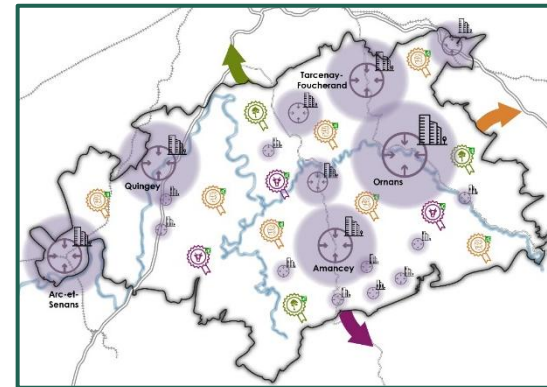 Tarcenay-
Foucherand
Quingey
Ornans
Amancey
Arc-et-
Senans